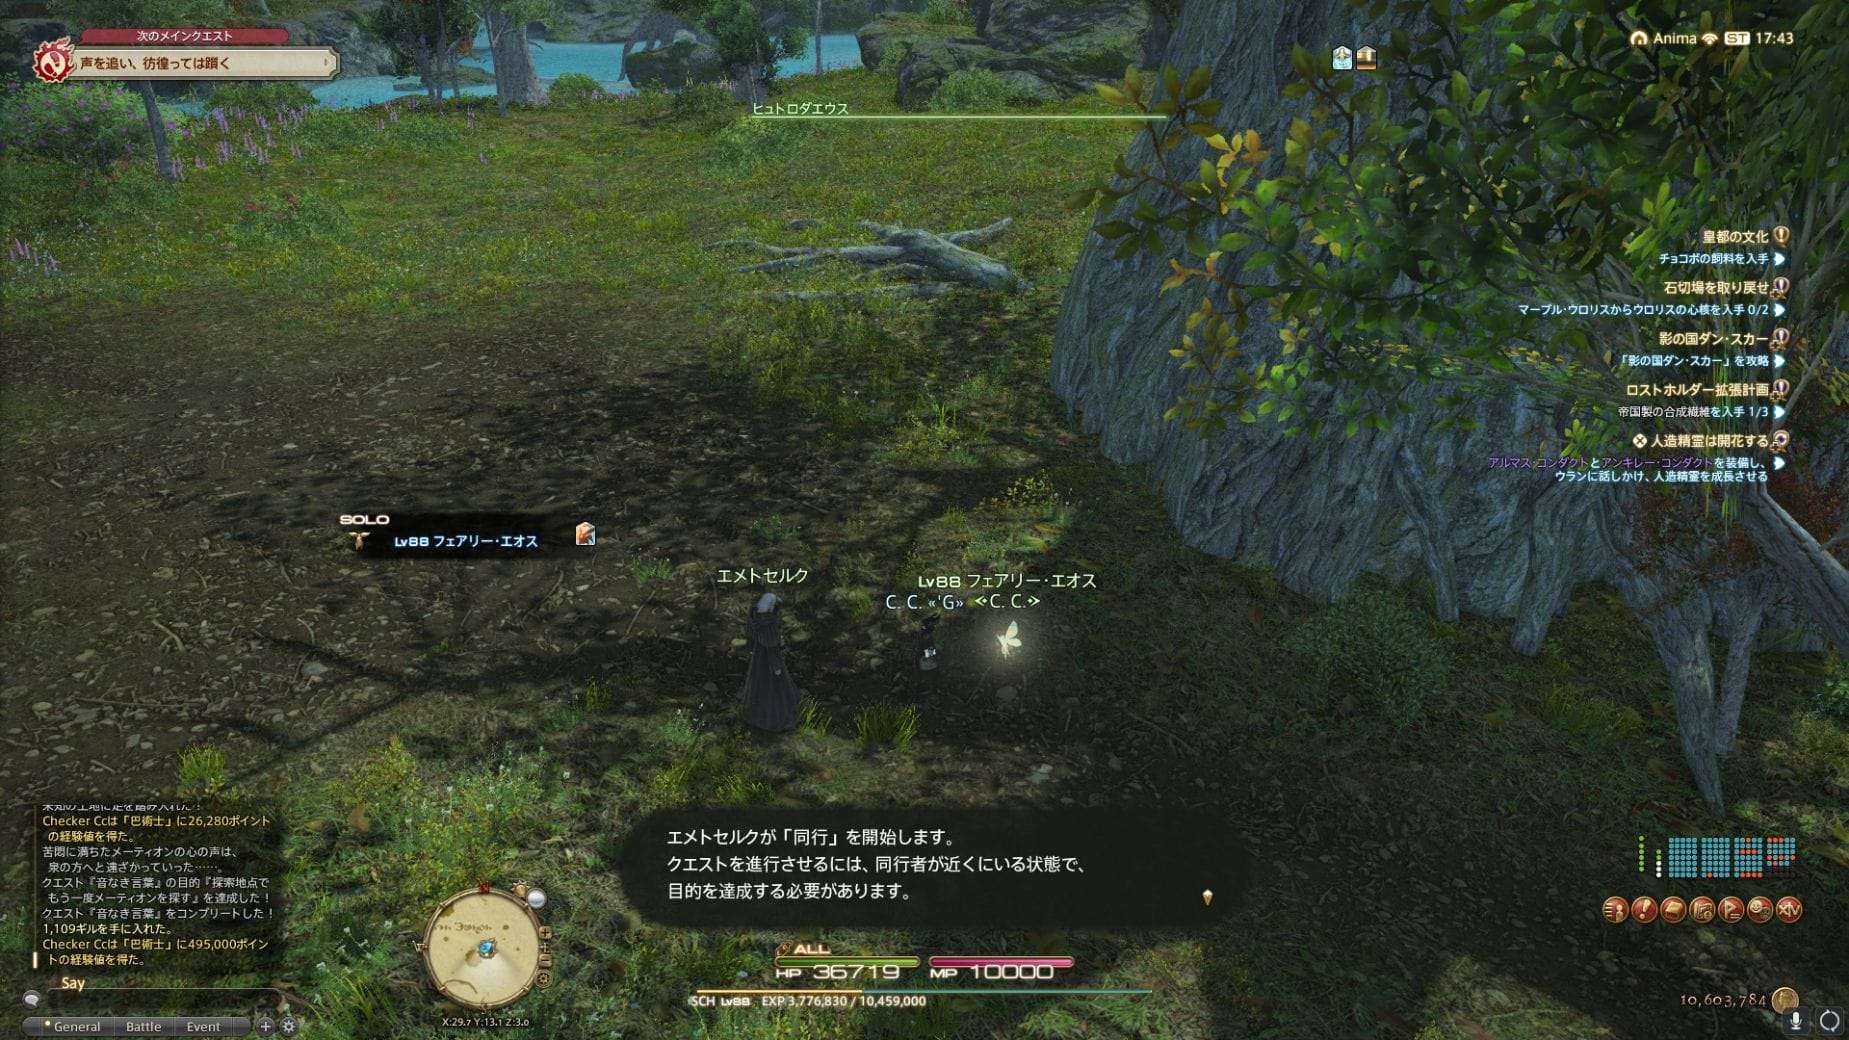 次のメインクエスト
声を追い、彷徨っては躓く
Anima ST 17:43
ヒュトロダエウス
皇都の文化
チョコボの飼料を入手
石切場を取り戻せ
マーブル・ウロリスからウロリスの心核を入手 0/2
影の国ダン・スカー
「影の国ダン・スカー」を攻略
ロストホルダー拡張計画
帝国製の合成繊維を入手 1/3
人造精霊は開花する
アルマス・コンダクトとアンキレー・コンダクトを装備し、
ウランに話しかけ、人造精霊を成長させる
SOLO
Lv88 フェアリー・エオス
エメトセルク
Lv88 フェアリー・エオス
C. C. «'G» <C. C.>
エメトセルクが「同行」を開始します。
クエストを進行させるには、同行者が近くにいる状態で、
目的を達成する必要があります。
未知の土地に足を踏み入れた！
Checker Ccは「巴術士」に26,280ポイント
の経験値を得た。
苦悶に満ちたメーティオンの心の声は、
泉の方へと遠ざかっていった……。
クエスト『音なき言葉』の目的『探索地点で
もう一度メーティオンを探す』を達成した！
クエスト『音なき言葉』をコンプリートした！
1,109ギルを手に入れた。
Checker Ccは「巴術士」に495,000ポイン
トの経験値を得た。
Say
General Battle Event
X:29.7 Y:13.1 Z:3.0
ALL
HP 36719 MP 10000
SCH Lv88 EXP 3,776,830 / 10,459,000
XIV
10,603,784